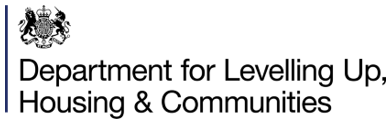 Department for Levelling Up,
Housing & Communities